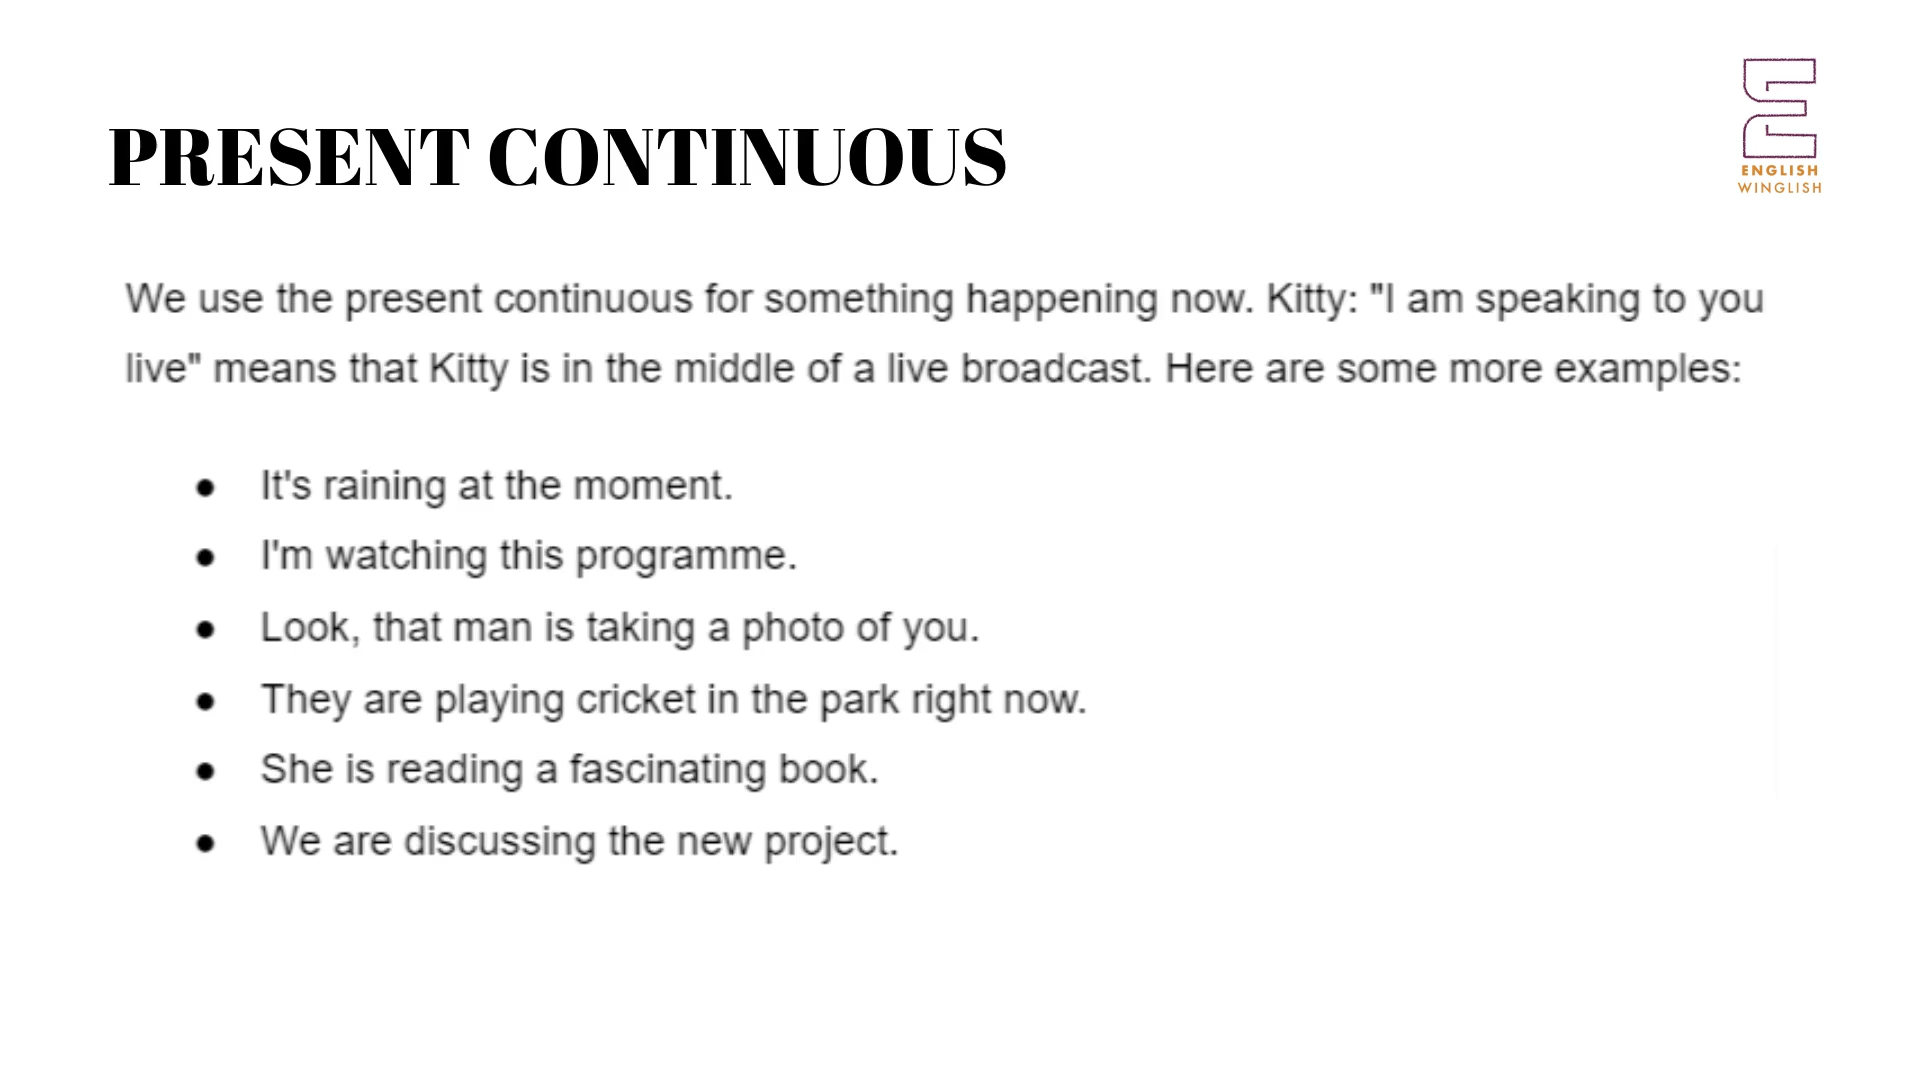 PRESENT CONTINUOUS
ENGLISH
WINGLISH
We use the present continuous for something happening now. Kitty: "I am speaking to you
live" means that Kitty is in the middle of a live broadcast. Here are some more examples:
● It's raining at the moment.
● I'm watching this programme.
● Look, that man is taking a photo of you.
● They are playing cricket in the park right now.
● She is reading a fascinating book.
● We are discussing the new project.